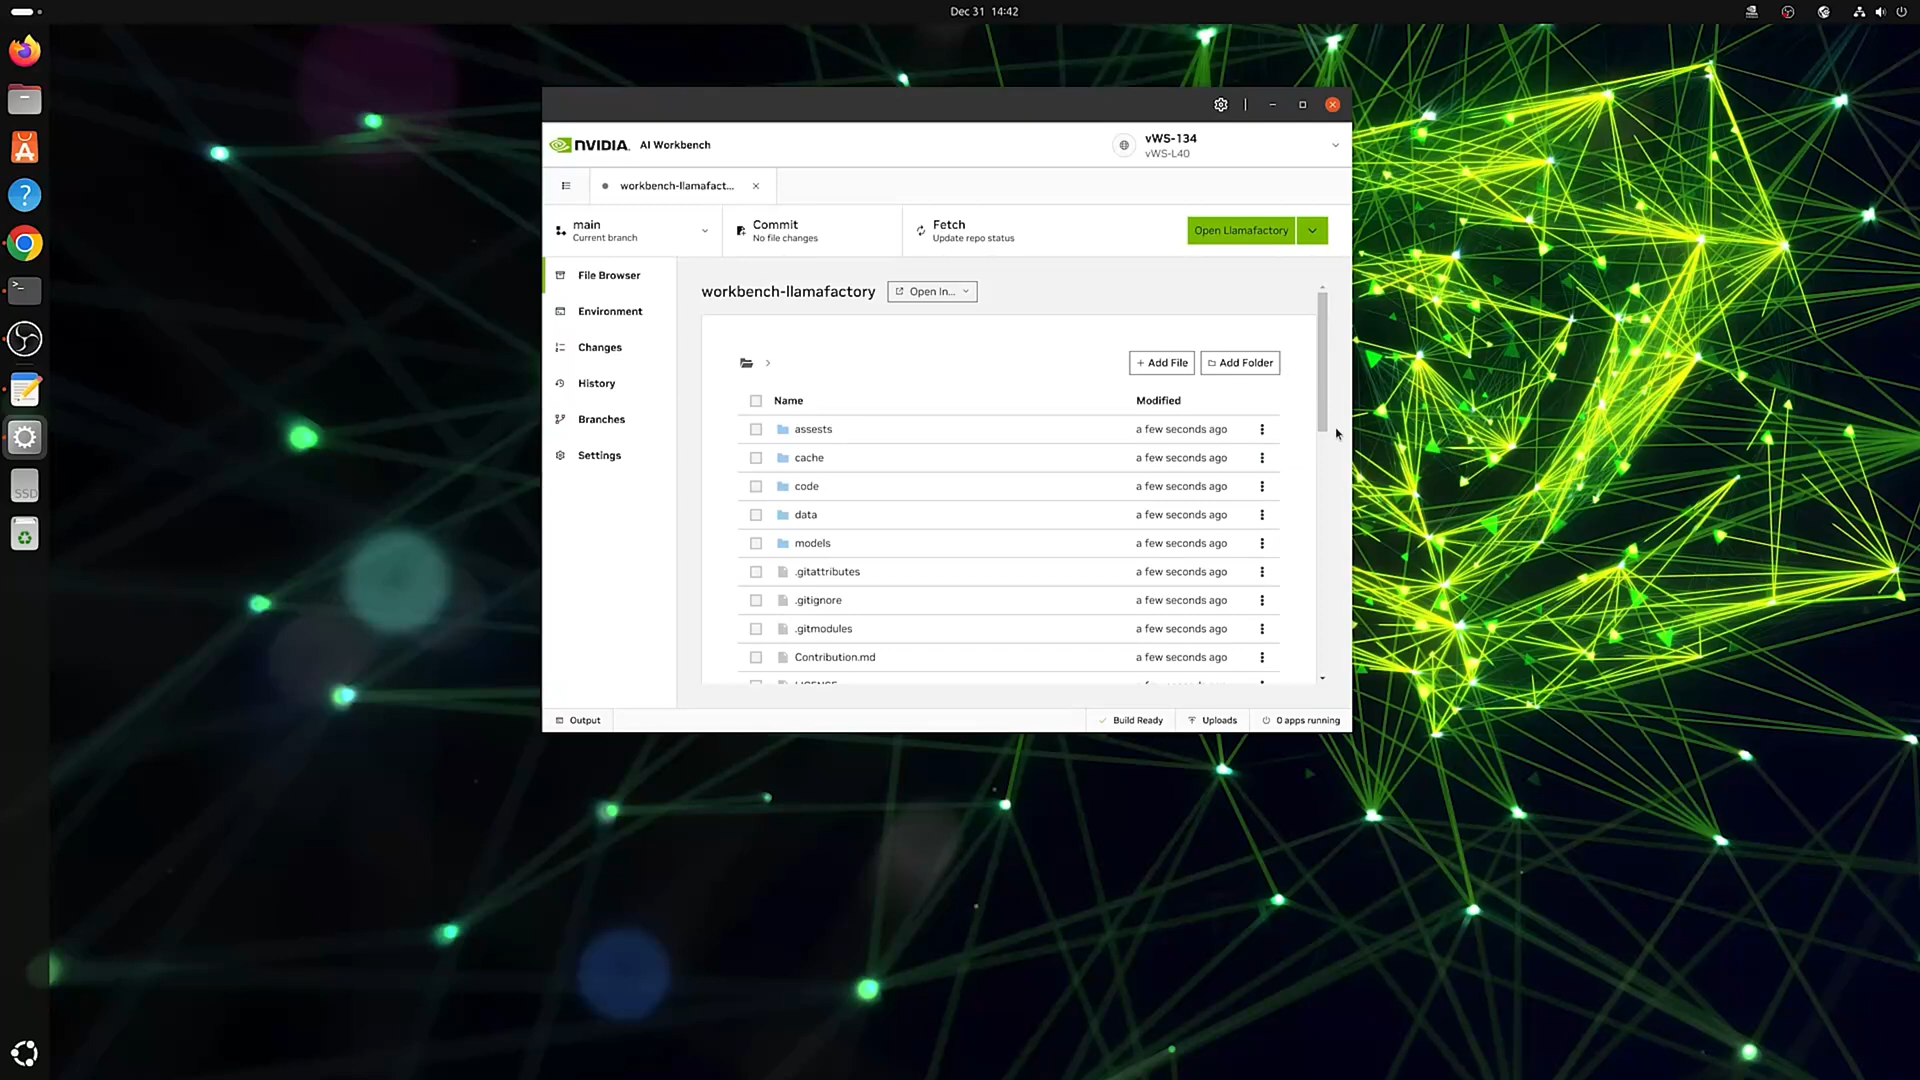 Dec 31 14:42
NVIDIA. AI Workbench
vWS-134
vWS-L40
workbench-llamafact...
main
Current branch
Commit
No file changes
Fetch
Update repo status
Open Llamafactory
File Browser
Environment
Changes
History
Branches
Settings
workbench-llamafactory
Open In...
+ Add File
Add Folder
Name Modified
assests a few seconds ago
cache a few seconds ago
code a few seconds ago
data a few seconds ago
models a few seconds ago
.gitattributes a few seconds ago
.gitignore a few seconds ago
.gitmodules a few seconds ago
Contribution.md a few seconds ago
Output
Build Ready
Uploads
0 apps running
SSD